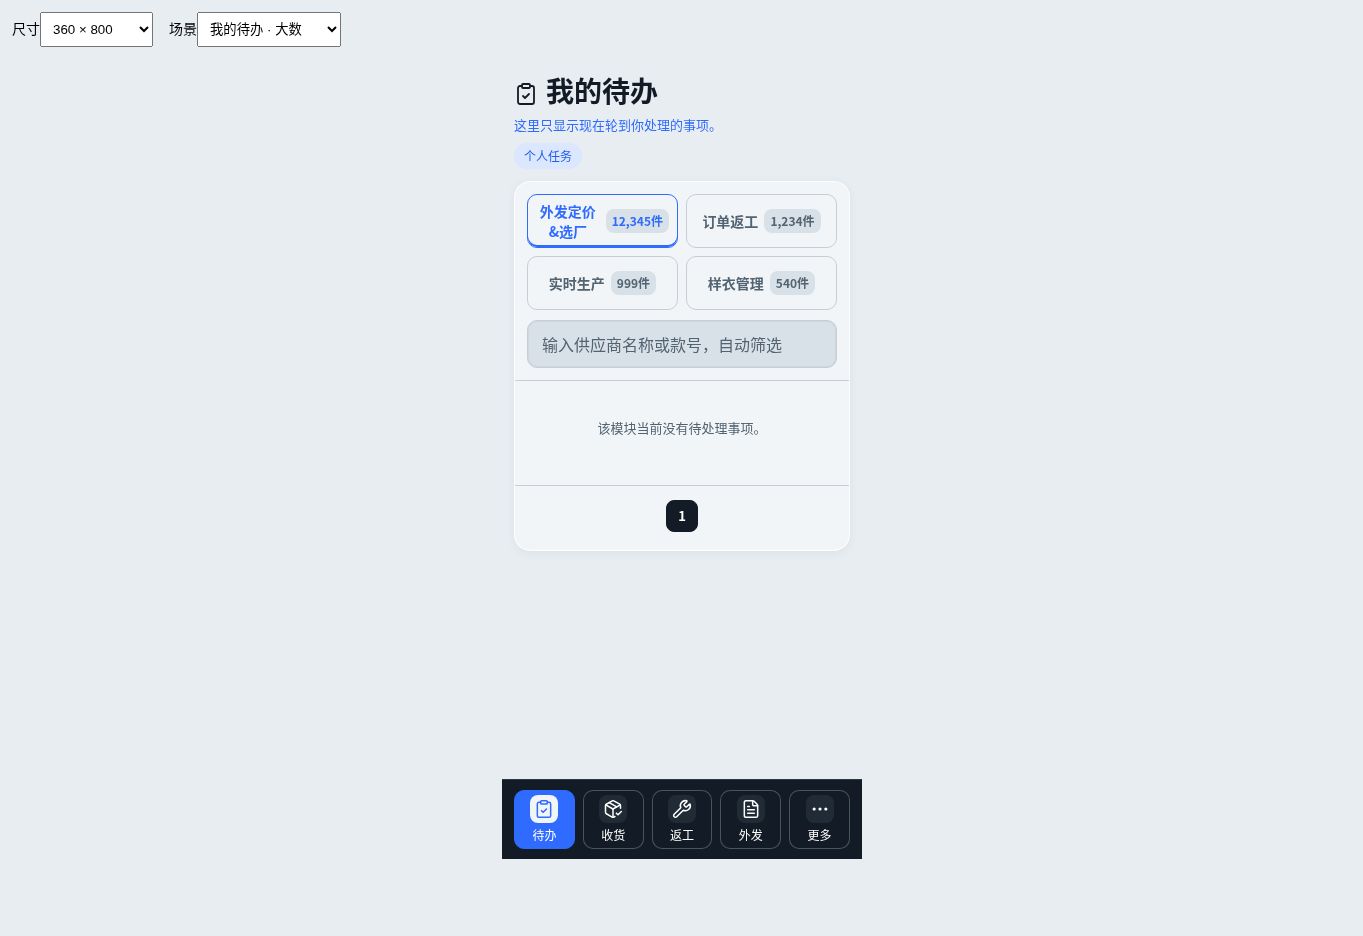 尺寸 360 × 800 场景 我的待办 · 大数
我的待办
这里只显示现在轮到你处理的事项。
个人任务
外发定价
&选厂 12,345件
订单返工 1,234件
实时生产 999件
样衣管理 540件
输入供应商名称或款号，自动筛选
该模块当前没有待处理事项。
1
待办 收货 返工 外发 更多